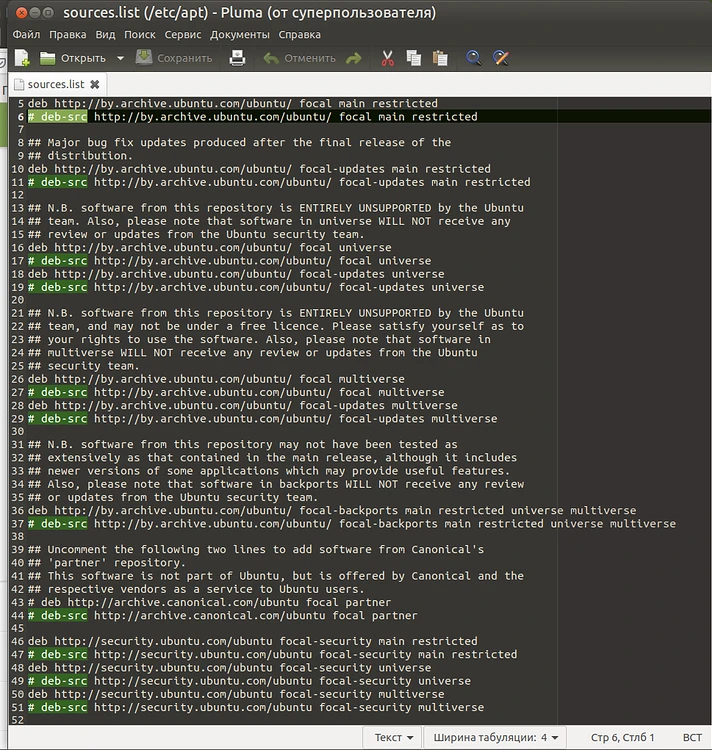 sources.list (/etc/apt) - Pluma (от суперпользователя)
Файл Правка Вид Поиск Сервис Документы Справка
Открыть Сохранить Отменить
sources.list
5 deb http://by.archive.ubuntu.com/ubuntu/ focal main restricted
6 # deb-src http://by.archive.ubuntu.com/ubuntu/ focal main restricted
7
8 ## Major bug fix updates produced after the final release of the
9 ## distribution.
10 deb http://by.archive.ubuntu.com/ubuntu/ focal-updates main restricted
11 # deb-src http://by.archive.ubuntu.com/ubuntu/ focal-updates main restricted
12
13 ## N.B. software from this repository is ENTIRELY UNSUPPORTED by the Ubuntu
14 ## team. Also, please note that software in universe WILL NOT receive any
15 ## review or updates from the Ubuntu security team.
16 deb http://by.archive.ubuntu.com/ubuntu/ focal universe
17 # deb-src http://by.archive.ubuntu.com/ubuntu/ focal universe
18 deb http://by.archive.ubuntu.com/ubuntu/ focal-updates universe
19 # deb-src http://by.archive.ubuntu.com/ubuntu/ focal-updates universe
20
21 ## N.B. software from this repository is ENTIRELY UNSUPPORTED by the Ubuntu
22 ## team, and may not be under a free licence. Please satisfy yourself as to
23 ## your rights to use the software. Also, please note that software in
24 ## multiverse WILL NOT receive any review or updates from the Ubuntu
25 ## security team.
26 deb http://by.archive.ubuntu.com/ubuntu/ focal multiverse
27 # deb-src http://by.archive.ubuntu.com/ubuntu/ focal multiverse
28 deb http://by.archive.ubuntu.com/ubuntu/ focal-updates multiverse
29 # deb-src http://by.archive.ubuntu.com/ubuntu/ focal-updates multiverse
30
31 ## N.B. software from this repository may not have been tested as
32 ## extensively as that contained in the main release, although it includes
33 ## newer versions of some applications which may provide useful features.
34 ## Also, please note that software in backports WILL NOT receive any review
35 ## or updates from the Ubuntu security team.
36 deb http://by.archive.ubuntu.com/ubuntu/ focal-backports main restricted universe multiverse
37 # deb-src http://by.archive.ubuntu.com/ubuntu/ focal-backports main restricted universe multiverse
38
39 ## Uncomment the following two lines to add software from Canonical's
40 ## 'partner' repository.
41 ## This software is not part of Ubuntu, but is offered by Canonical and the
42 ## respective vendors as a service to Ubuntu users.
43 # deb http://archive.canonical.com/ubuntu focal partner
44 # deb-src http://archive.canonical.com/ubuntu focal partner
45
46 deb http://security.ubuntu.com/ubuntu focal-security main restricted
47 # deb-src http://security.ubuntu.com/ubuntu focal-security main restricted
48 deb http://security.ubuntu.com/ubuntu focal-security universe
49 # deb-src http://security.ubuntu.com/ubuntu focal-security universe
50 deb http://security.ubuntu.com/ubuntu focal-security multiverse
51 # deb-src http://security.ubuntu.com/ubuntu focal-security multiverse
52
Текст Ширина табуляции: 4 Стр 6, Стлб 1 ВСТ